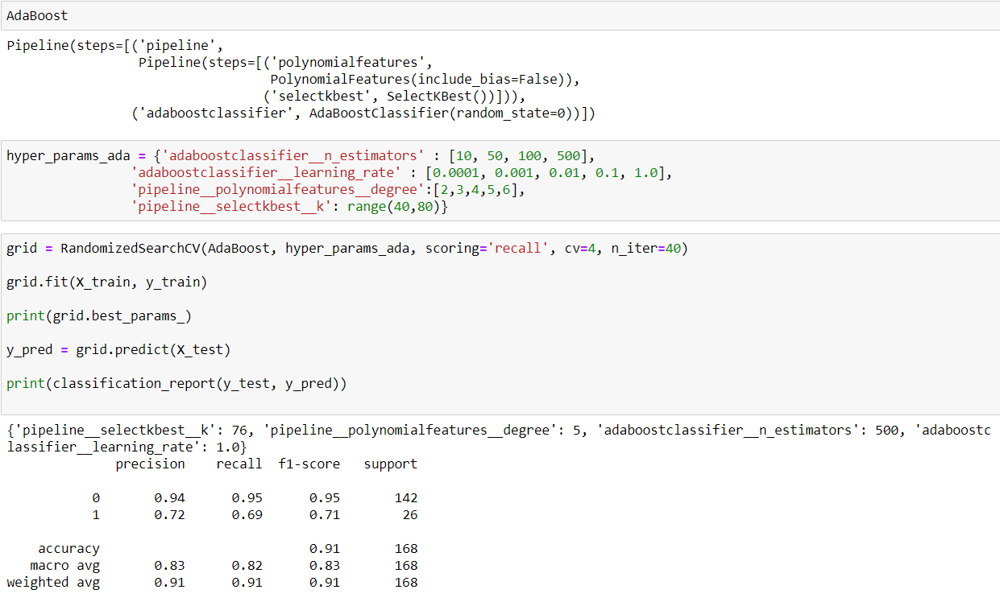 AdaBoost
Pipeline(steps=[('pipeline',
                 Pipeline(steps=[('polynomialfeatures',
                                  PolynomialFeatures(include_bias=False)),
                                 ('selectkbest', SelectKBest())])),
                ('adaboostclassifier', AdaBoostClassifier(random_state=0))])
hyper_params_ada = {'adaboostclassifier__n_estimators' : [10, 50, 100, 500],
                'adaboostclassifier__learning_rate' : [0.0001, 0.001, 0.01, 0.1, 1.0],
                'pipeline__polynomialfeatures__degree':[2,3,4,5,6],
                'pipeline__selectkbest__k': range(40,80)}
grid = RandomizedSearchCV(AdaBoost, hyper_params_ada, scoring='recall', cv=4, n_iter=40)
grid.fit(X_train, y_train)
print(grid.best_params_)
y_pred = grid.predict(X_test)
print(classification_report(y_test, y_pred))
{'pipeline__selectkbest__k': 76, 'pipeline__polynomialfeatures__degree': 5, 'adaboostclassifier__n_estimators': 500, 'adaboostc
lassifier__learning_rate': 1.0}
              precision    recall  f1-score   support
           0       0.94      0.95      0.95       142
           1       0.72      0.69      0.71        26
    accuracy                           0.91       168
   macro avg       0.83      0.82      0.83       168
weighted avg       0.91      0.91      0.91       168